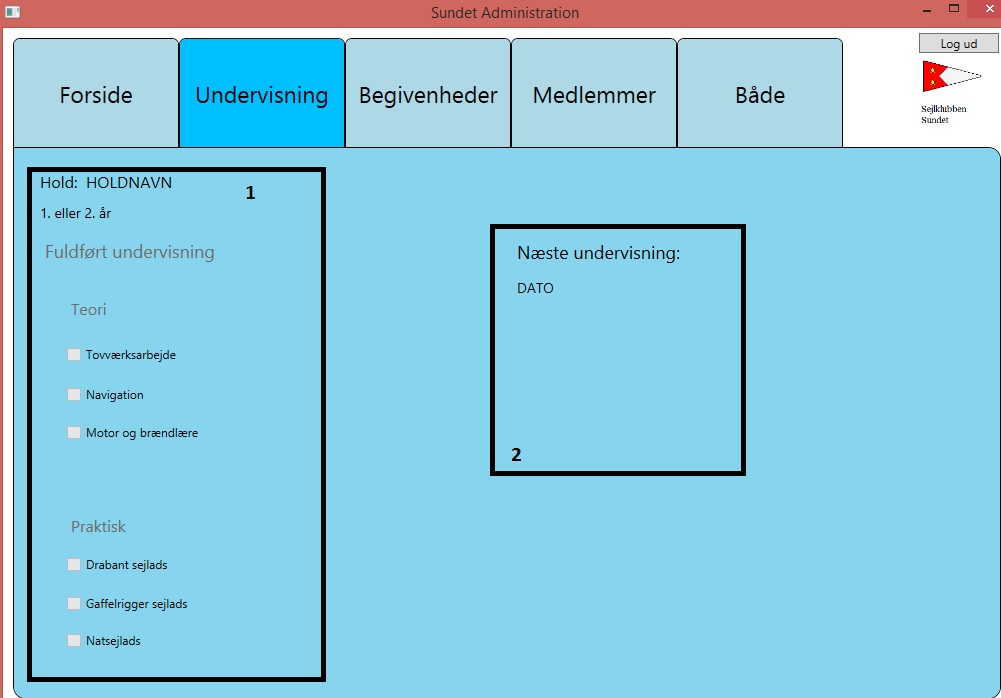 Sundet Administration
Log ud
Forside
Undervisning
Begivenheder
Medlemmer
Både
Sejlklubben
Sundet
Hold: HOLDNAVN
1
1. eller 2. år
Fuldført undervisning
Teori
Tovværksarbejde
Navigation
Motor og brændlære
Praktisk
Drabant sejlads
Gaffelrigger sejlads
Natsejlads
Næste undervisning:
DATO
2